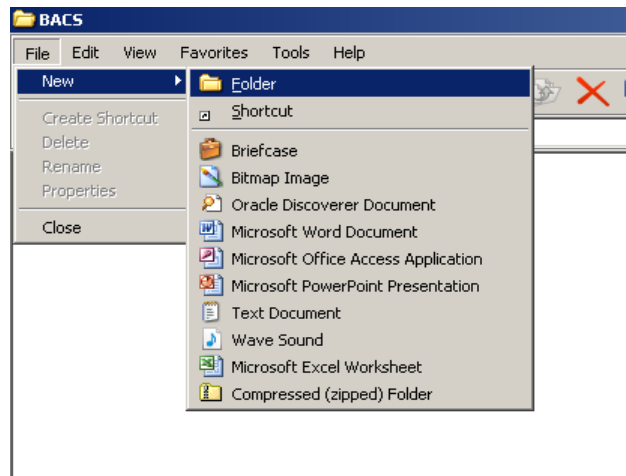 BACS
File Edit View Favorites Tools Help
New
Create Shortcut
Delete
Rename
Properties
Close
Folder
Shortcut
Briefcase
Bitmap Image
Oracle Discoverer Document
Microsoft Word Document
Microsoft Office Access Application
Microsoft PowerPoint Presentation
Text Document
Wave Sound
Microsoft Excel Worksheet
Compressed (zipped) Folder